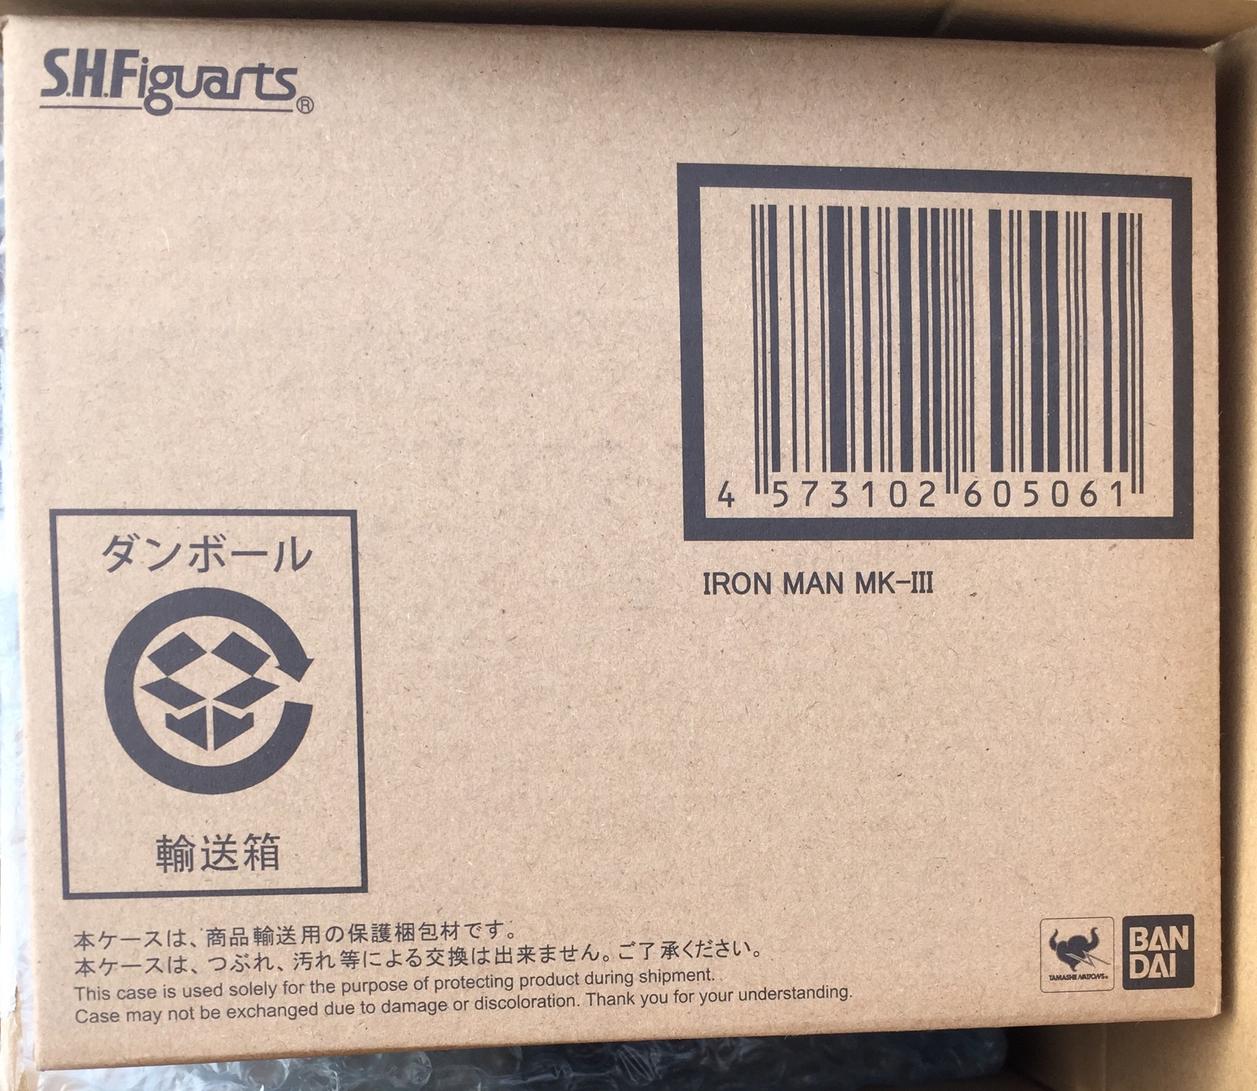 S.H.Figuarts®
4 573102 605061
IRON MAN MK-III
ダンボール
輸送箱
本ケースは、商品輸送用の保護梱包材です。
本ケースは、つぶれ、汚れ等による交換は出来ません。ご了承ください。
This case is used solely for the purpose of protecting product during shipment.
Case may not be exchanged due to damage or discoloration. Thank you for your understanding.
TAMASHII NATIONS®
BAN
DAI